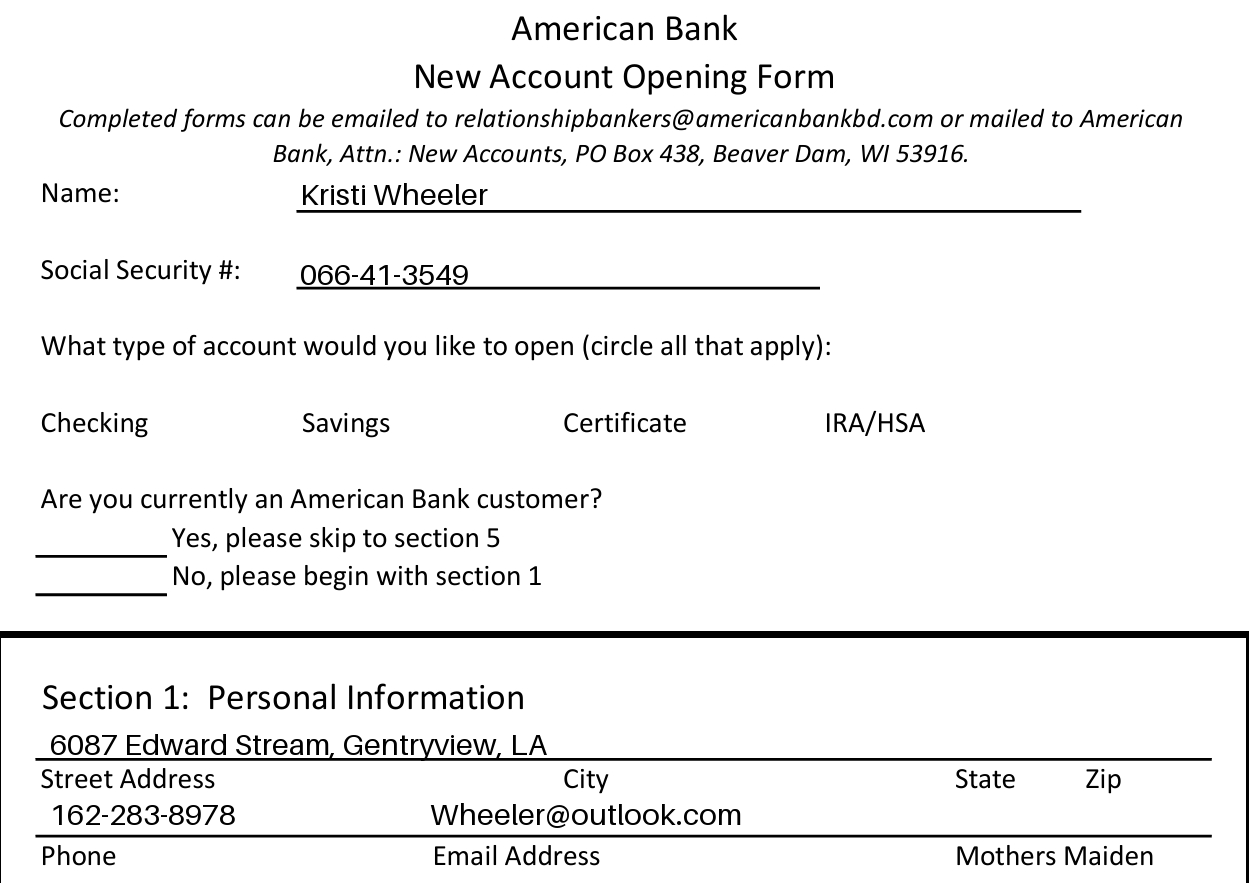 American Bank
New Account Opening Form
Completed forms can be emailed to relationshipbankers@americanbankbd.com or mailed to American
Bank, Attn.: New Accounts, PO Box 438, Beaver Dam, WI 53916.
Name: Kristi Wheeler
Social Security #: 066-41-3549
What type of account would you like to open (circle all that apply):
Checking Savings Certificate IRA/HSA
Are you currently an American Bank customer?
Yes, please skip to section 5
No, please begin with section 1
Section 1: Personal Information
6087 Edward Stream, Gentryview, LA
Street Address City State Zip
162-283-8978 Wheeler@outlook.com
Phone Email Address Mothers Maiden